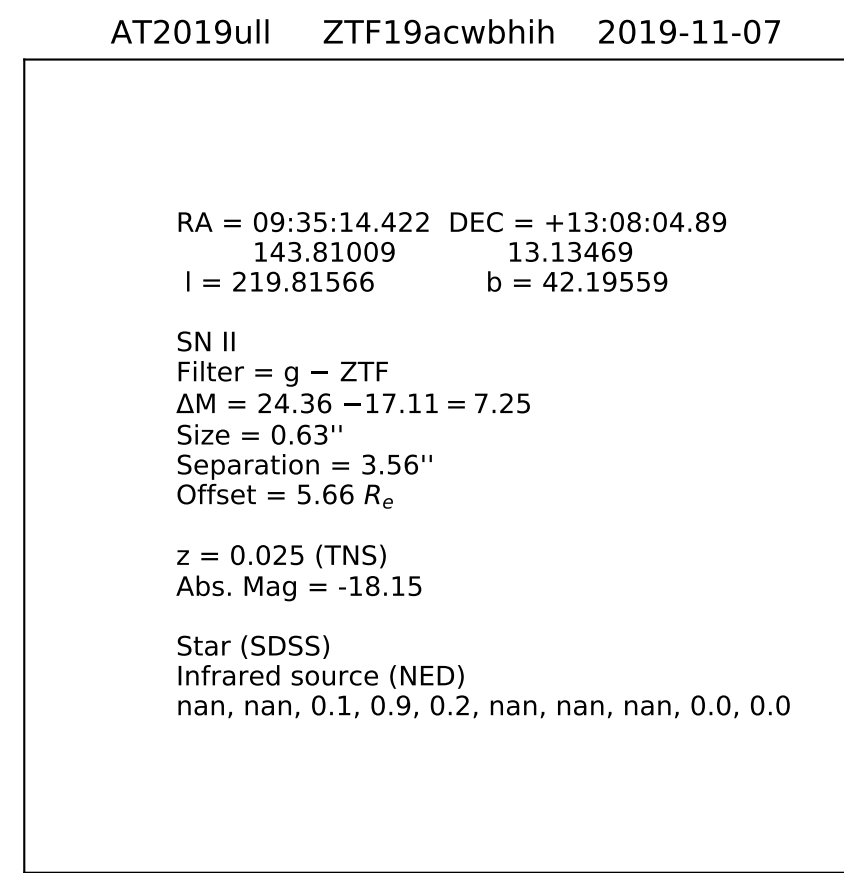 AT2019ull ZTF19acwbhih 2019-11-07
RA = 09:35:14.422 DEC = +13:08:04.89
143.81009 13.13469
l = 219.81566 b = 42.19559
SN II
Filter = g − ZTF
ΔM = 24.36 −17.11 = 7.25
Size = 0.63''
Separation = 3.56''
Offset = 5.66 Rₑ
z = 0.025 (TNS)
Abs. Mag = -18.15
Star (SDSS)
Infrared source (NED)
nan, nan, 0.1, 0.9, 0.2, nan, nan, nan, 0.0, 0.0